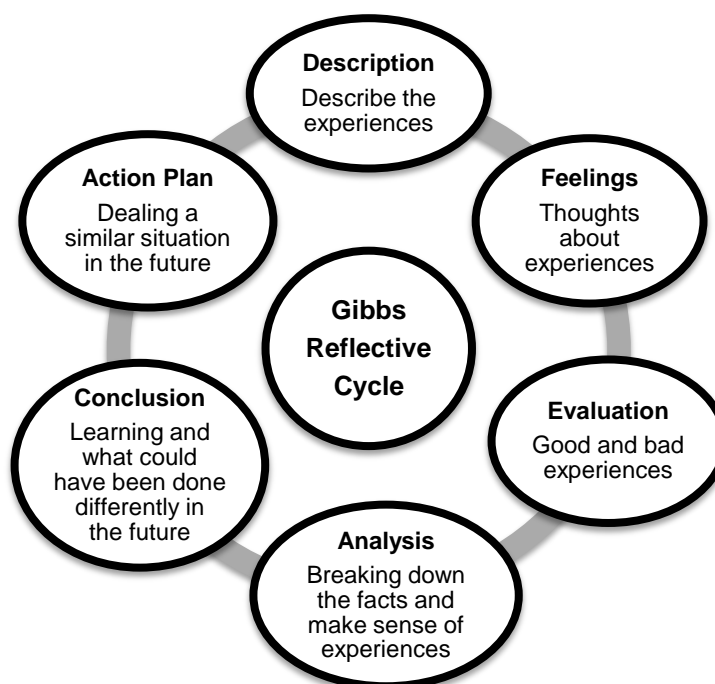 Description
Describe the
experiences
Feelings
Thoughts
about
experiences
Evaluation
Good and bad
experiences
Analysis
Breaking down
the facts and
make sense of
experiences
Conclusion
Learning and
what could
have been done
differently in
the future
Action Plan
Dealing a
similar situation
in the future
Gibbs
Reflective
Cycle